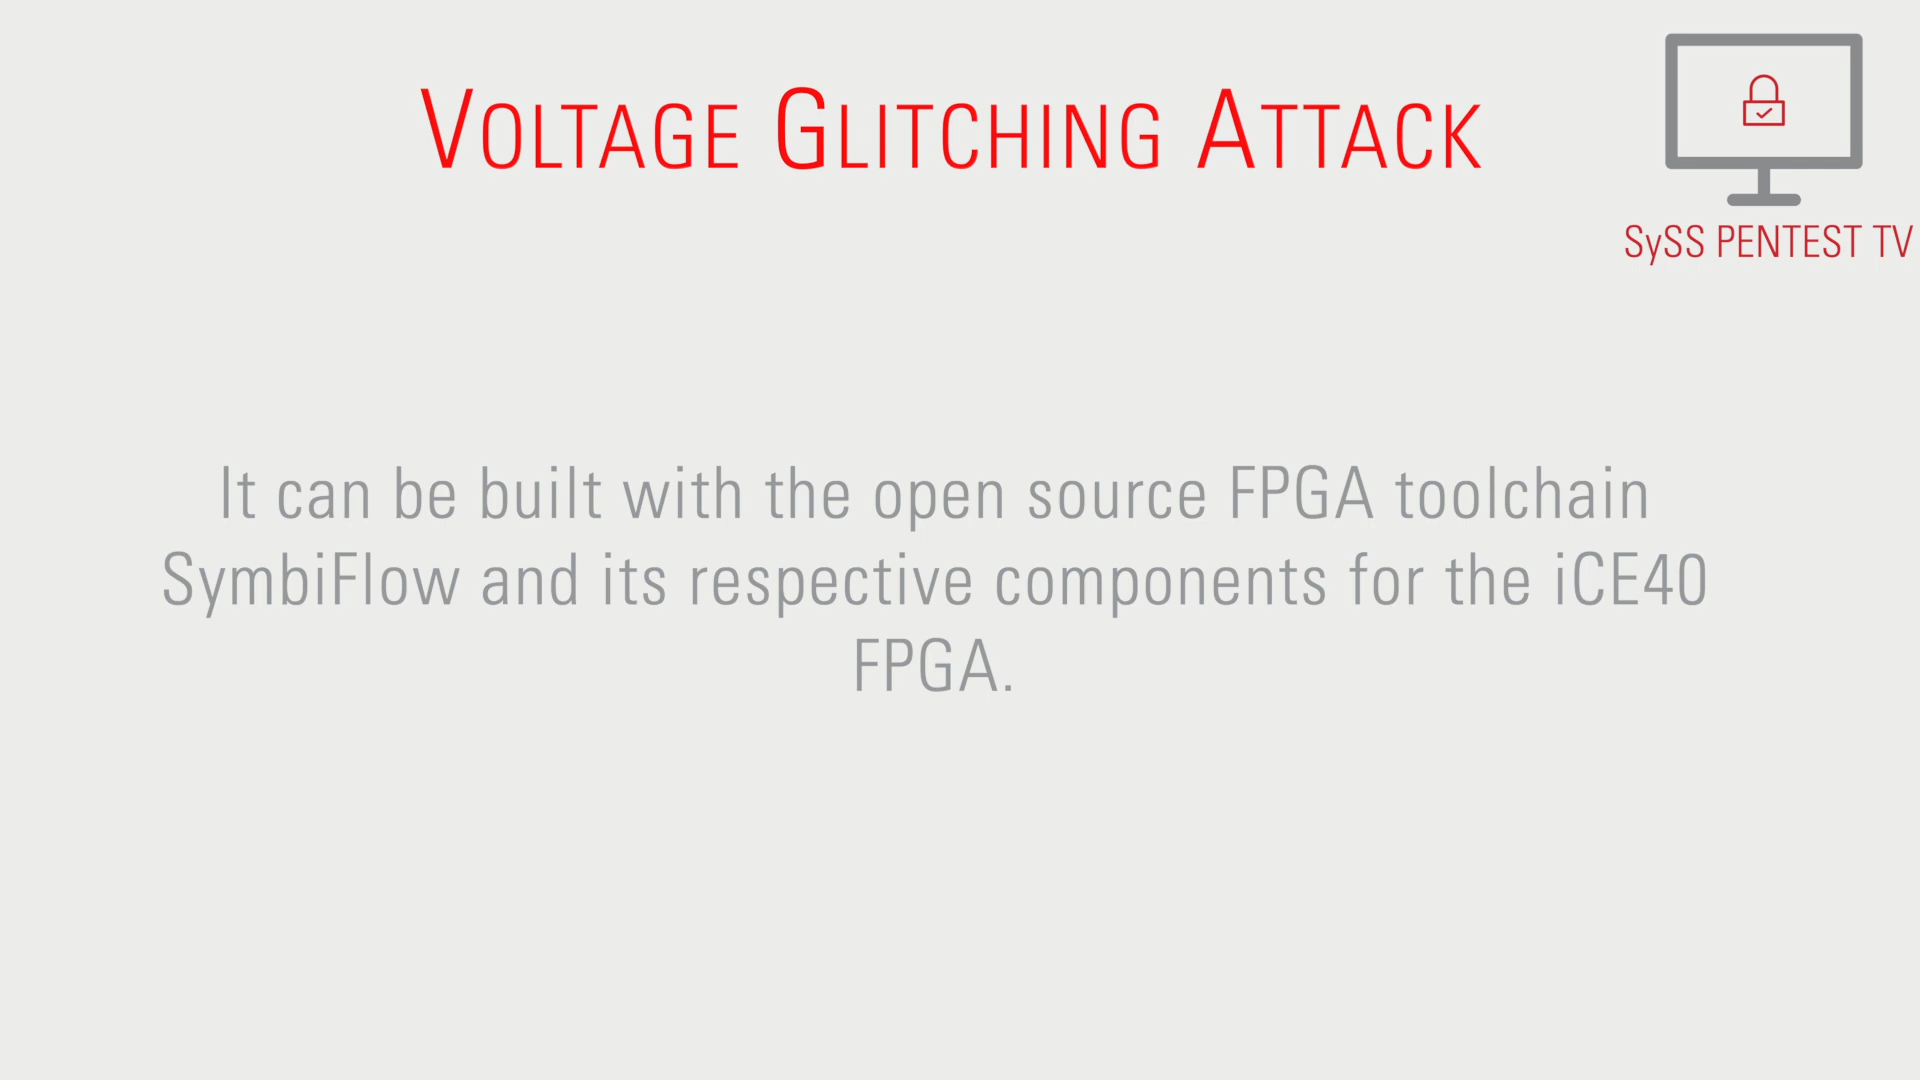 VOLTAGE GLITCHING ATTACK
SySS PENTEST TV
It can be built with the open source FPGA toolchain
SymbiFlow and its respective components for the iCE40
FPGA.